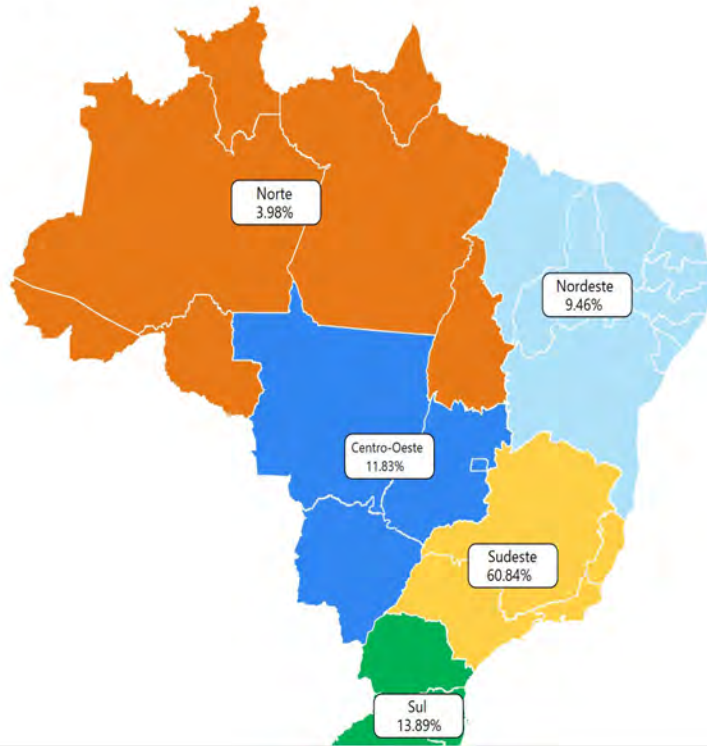 Norte
3.98%
Nordeste
9.46%
Centro-Oeste
11.83%
Sudeste
60.84%
Sul
13.89%